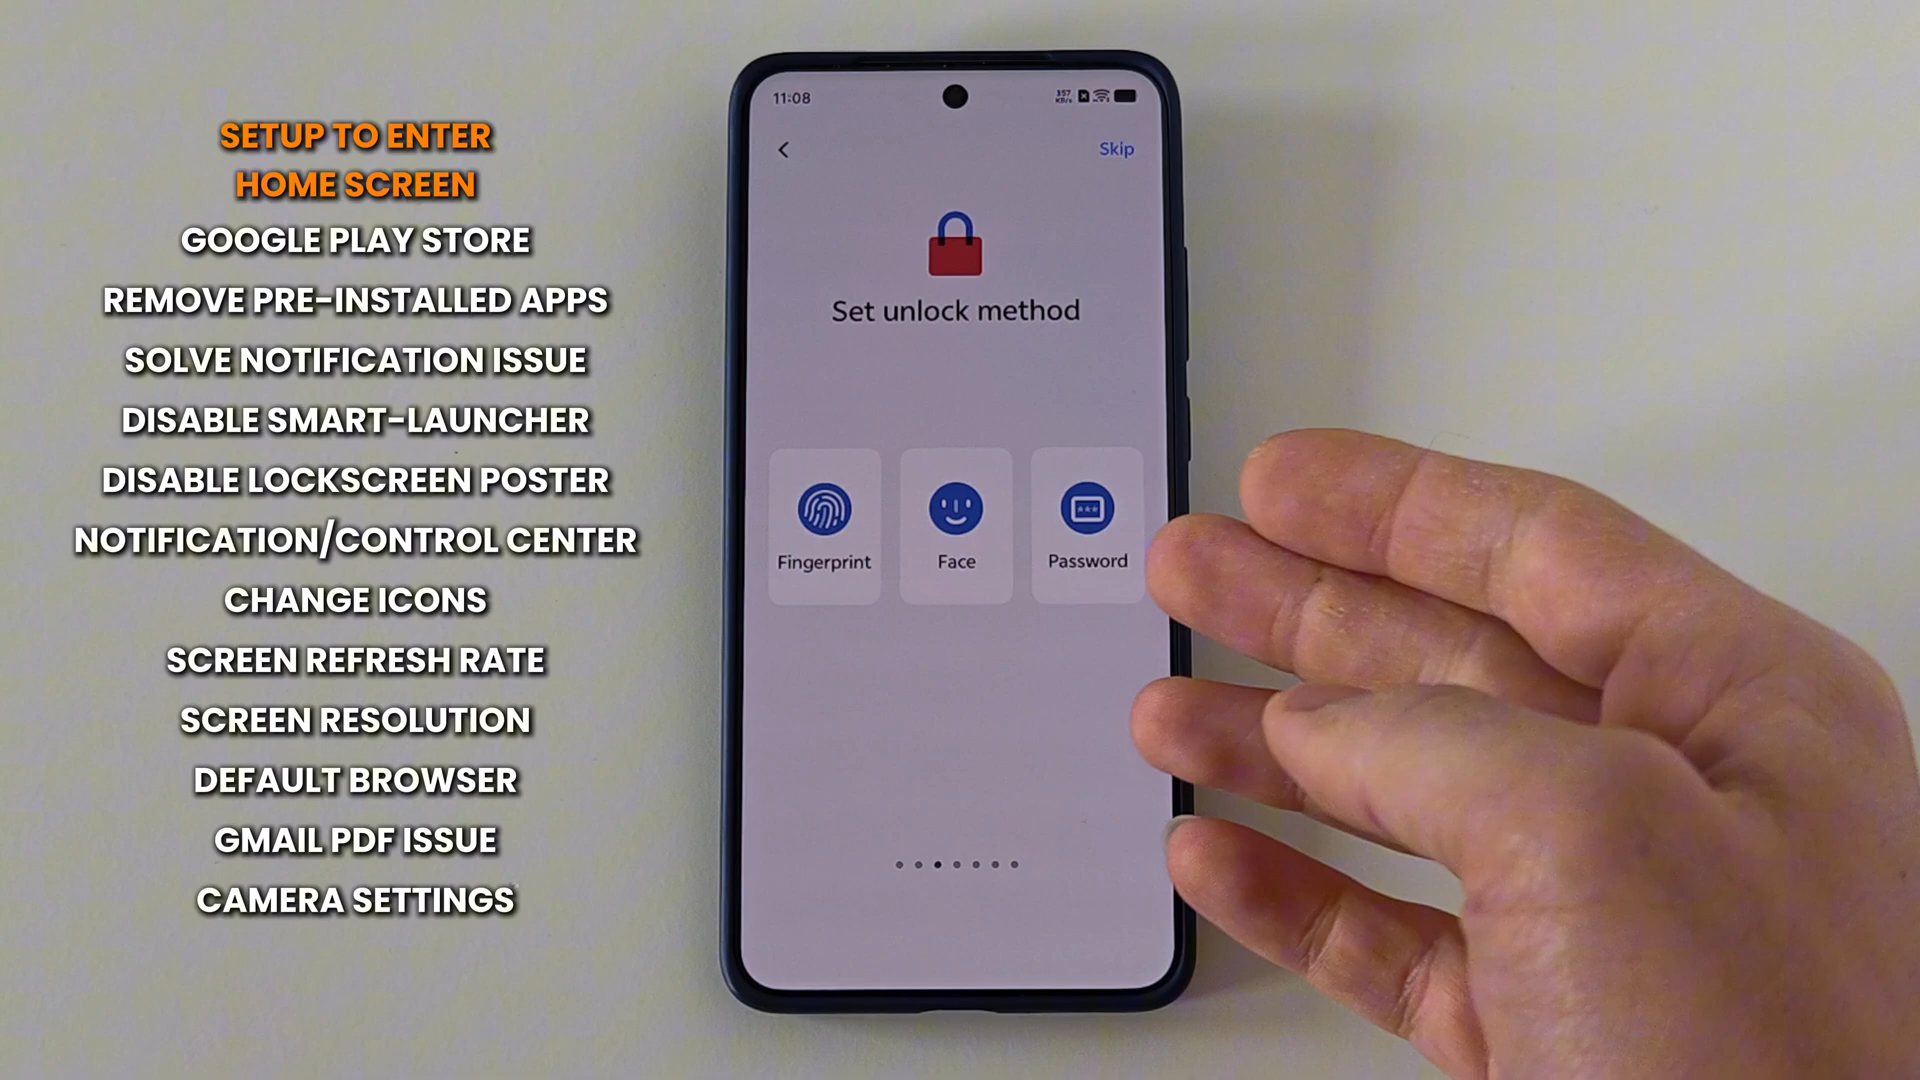 SETUP TO ENTER
HOME SCREEN
GOOGLE PLAY STORE
REMOVE PRE-INSTALLED APPS
SOLVE NOTIFICATION ISSUE
DISABLE SMART-LAUNCHER
DISABLE LOCKSCREEN POSTER
NOTIFICATION/CONTROL CENTER
CHANGE ICONS
SCREEN REFRESH RATE
SCREEN RESOLUTION
DEFAULT BROWSER
GMAIL PDF ISSUE
CAMERA SETTINGS
11:08
Skip
Set unlock method
Fingerprint
Face
Password